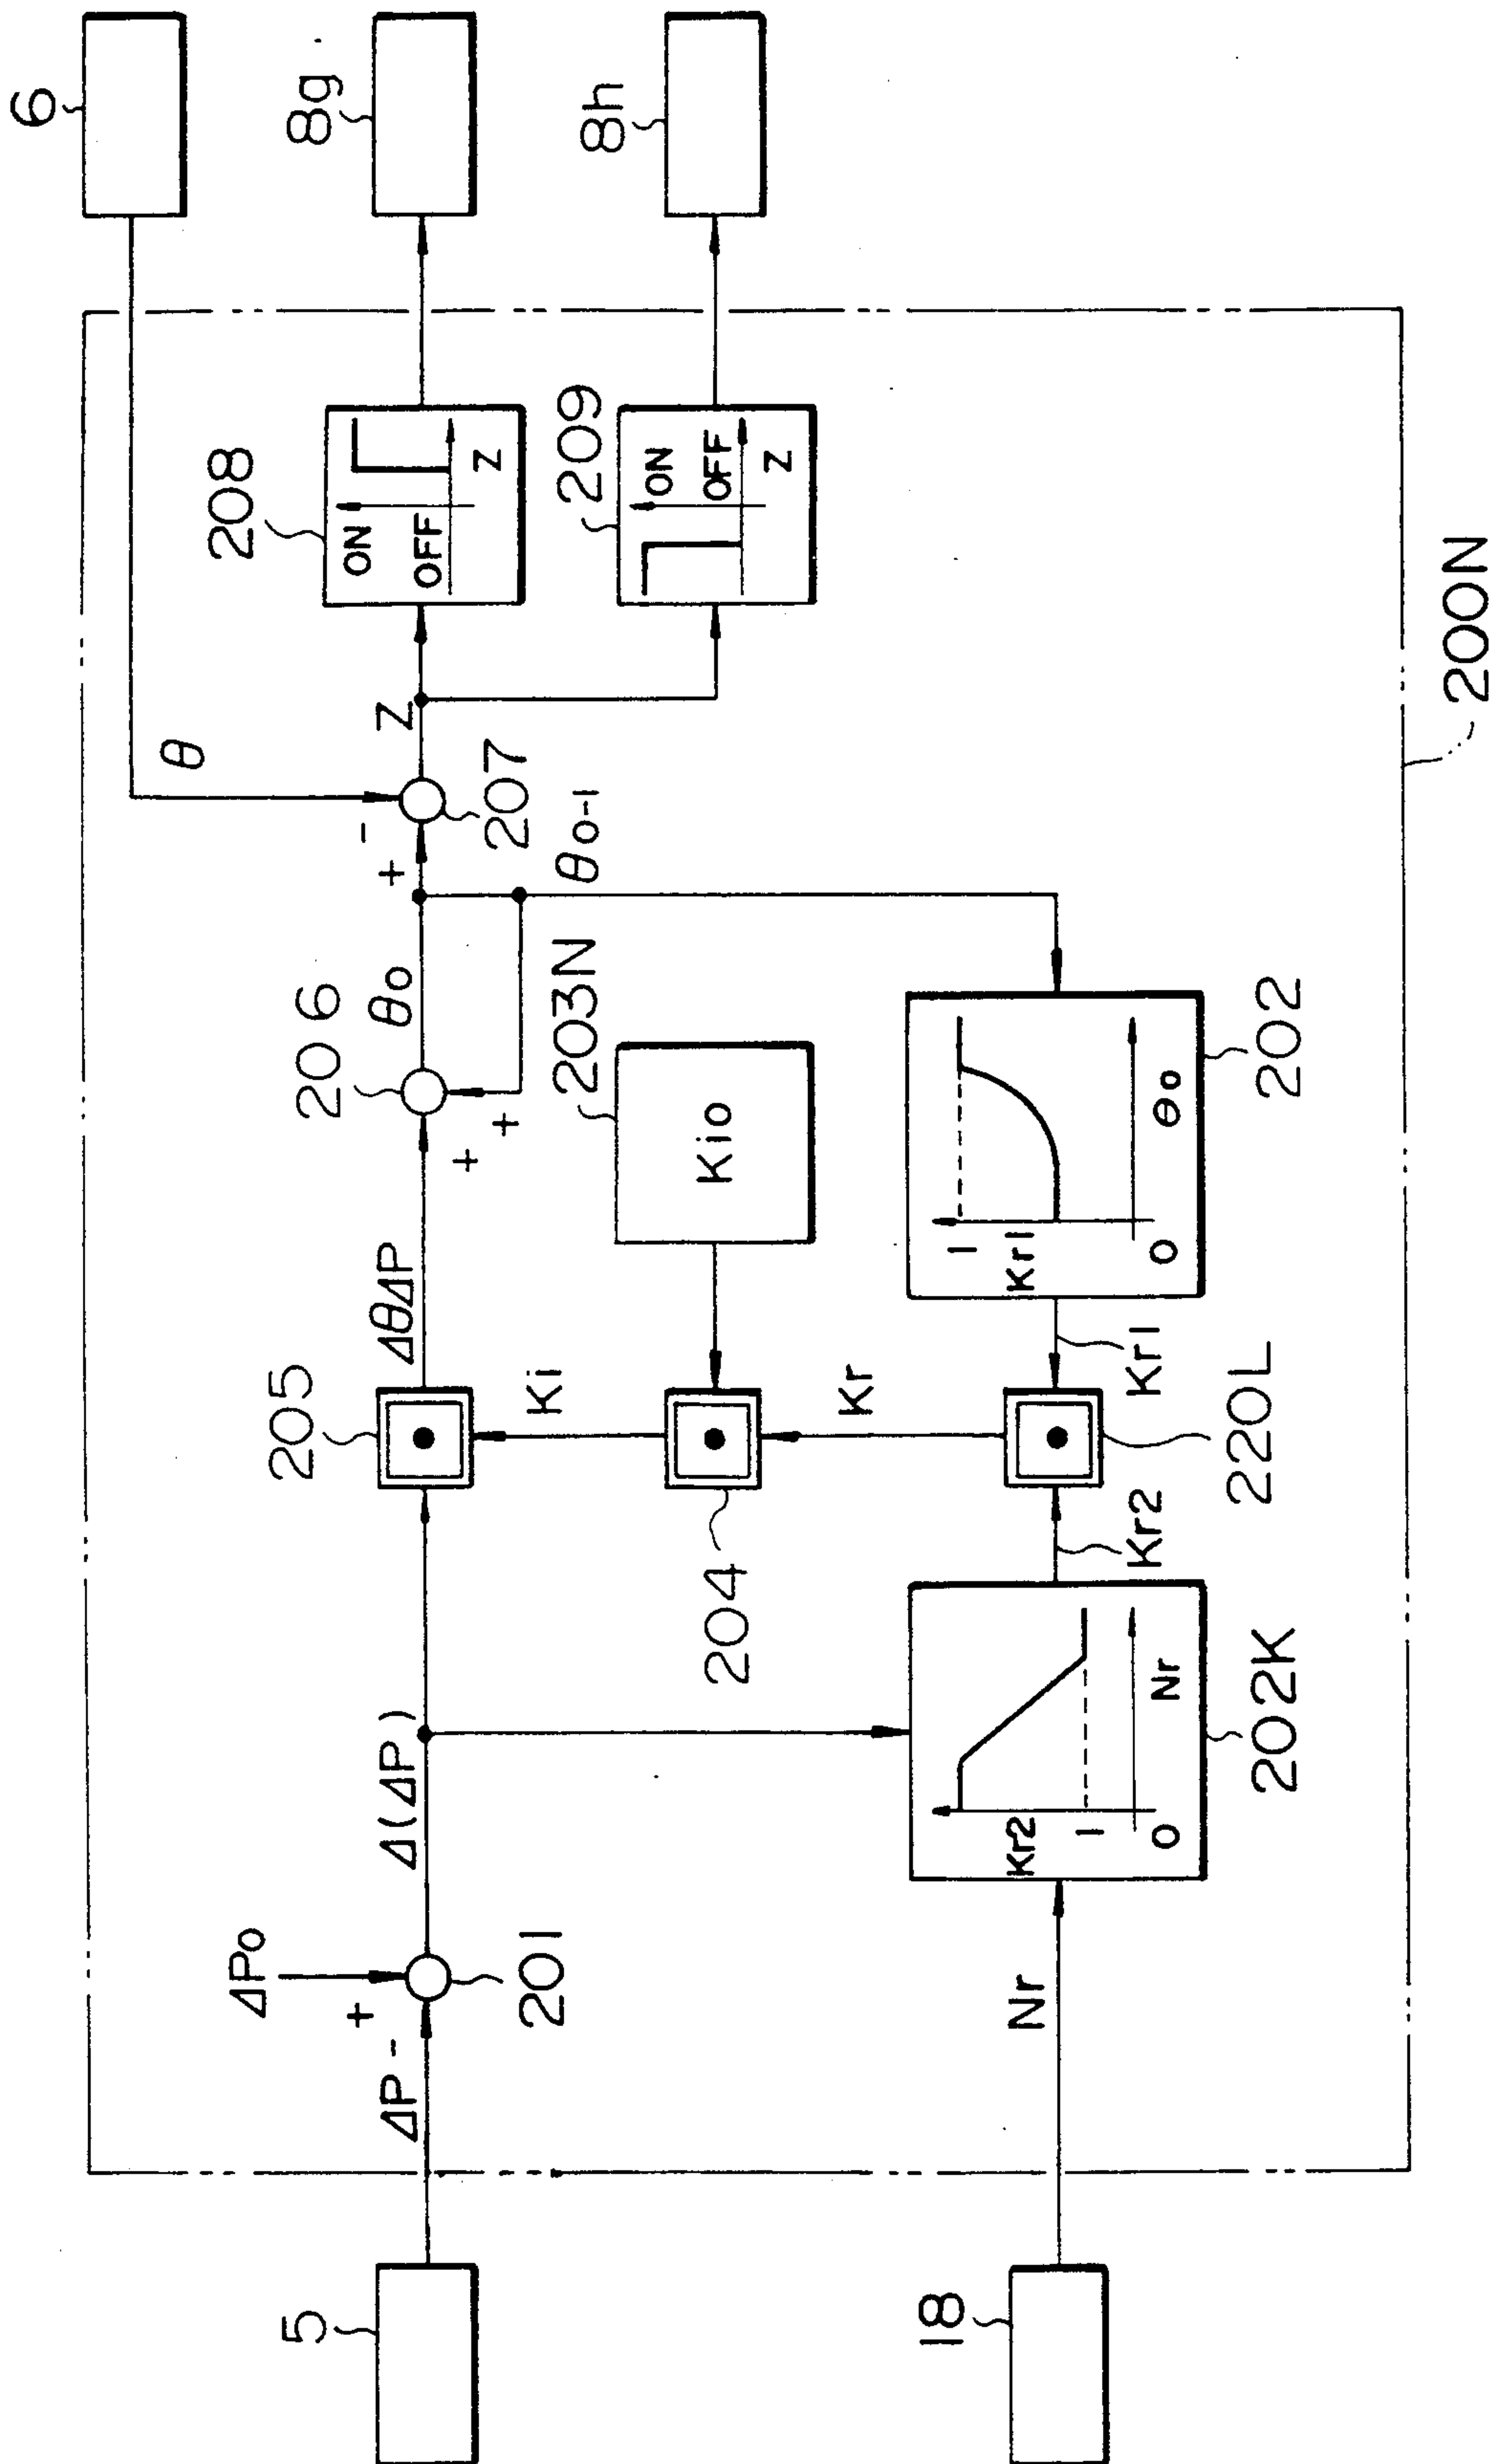 6
8g
8h
208
ON
OFF
Z
209
ON
OFF
Z
θ
Z
-
+
207
θo-1
206
θo
+
+
203N
Kio
202
1
Kr1
0
θo
ΔθΔP
205
Ki
204
Kr
Kr1
220L
Kr2
202K
Kr2
1
0
Nr
Δ(ΔP)
ΔPo
+
-
ΔP
201
Nr
5
18
200N